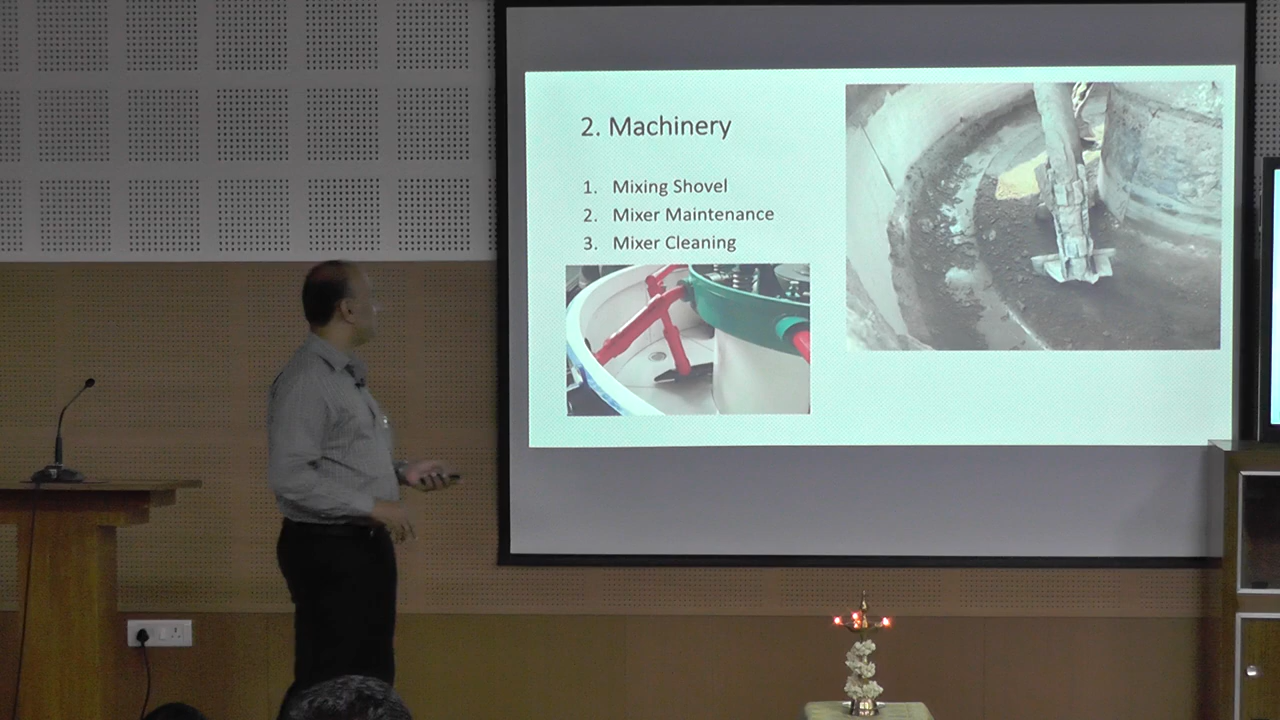 2. Machinery
1. Mixing Shovel
2. Mixer Maintenance
3. Mixer Cleaning